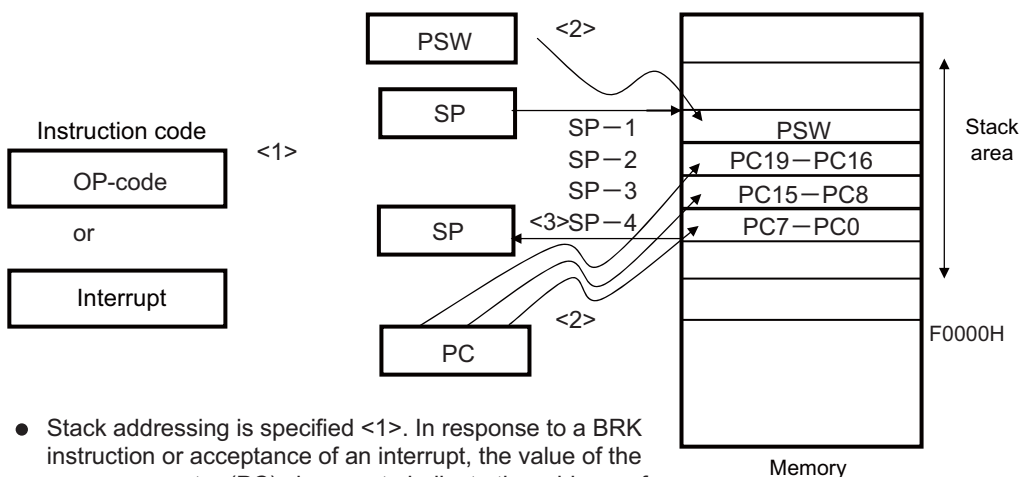 PSW
<2>
SP
SP－1
SP－2
SP－3
<3>SP－4
Instruction code
OP-code
<1>
or
Interrupt
SP
PC
<2>
PSW
PC19－PC16
PC15－PC8
PC7－PC0
Stack
area
F0000H
Memory
● Stack addressing is specified <1>. In response to a BRK
instruction or acceptance of an interrupt, the value of the